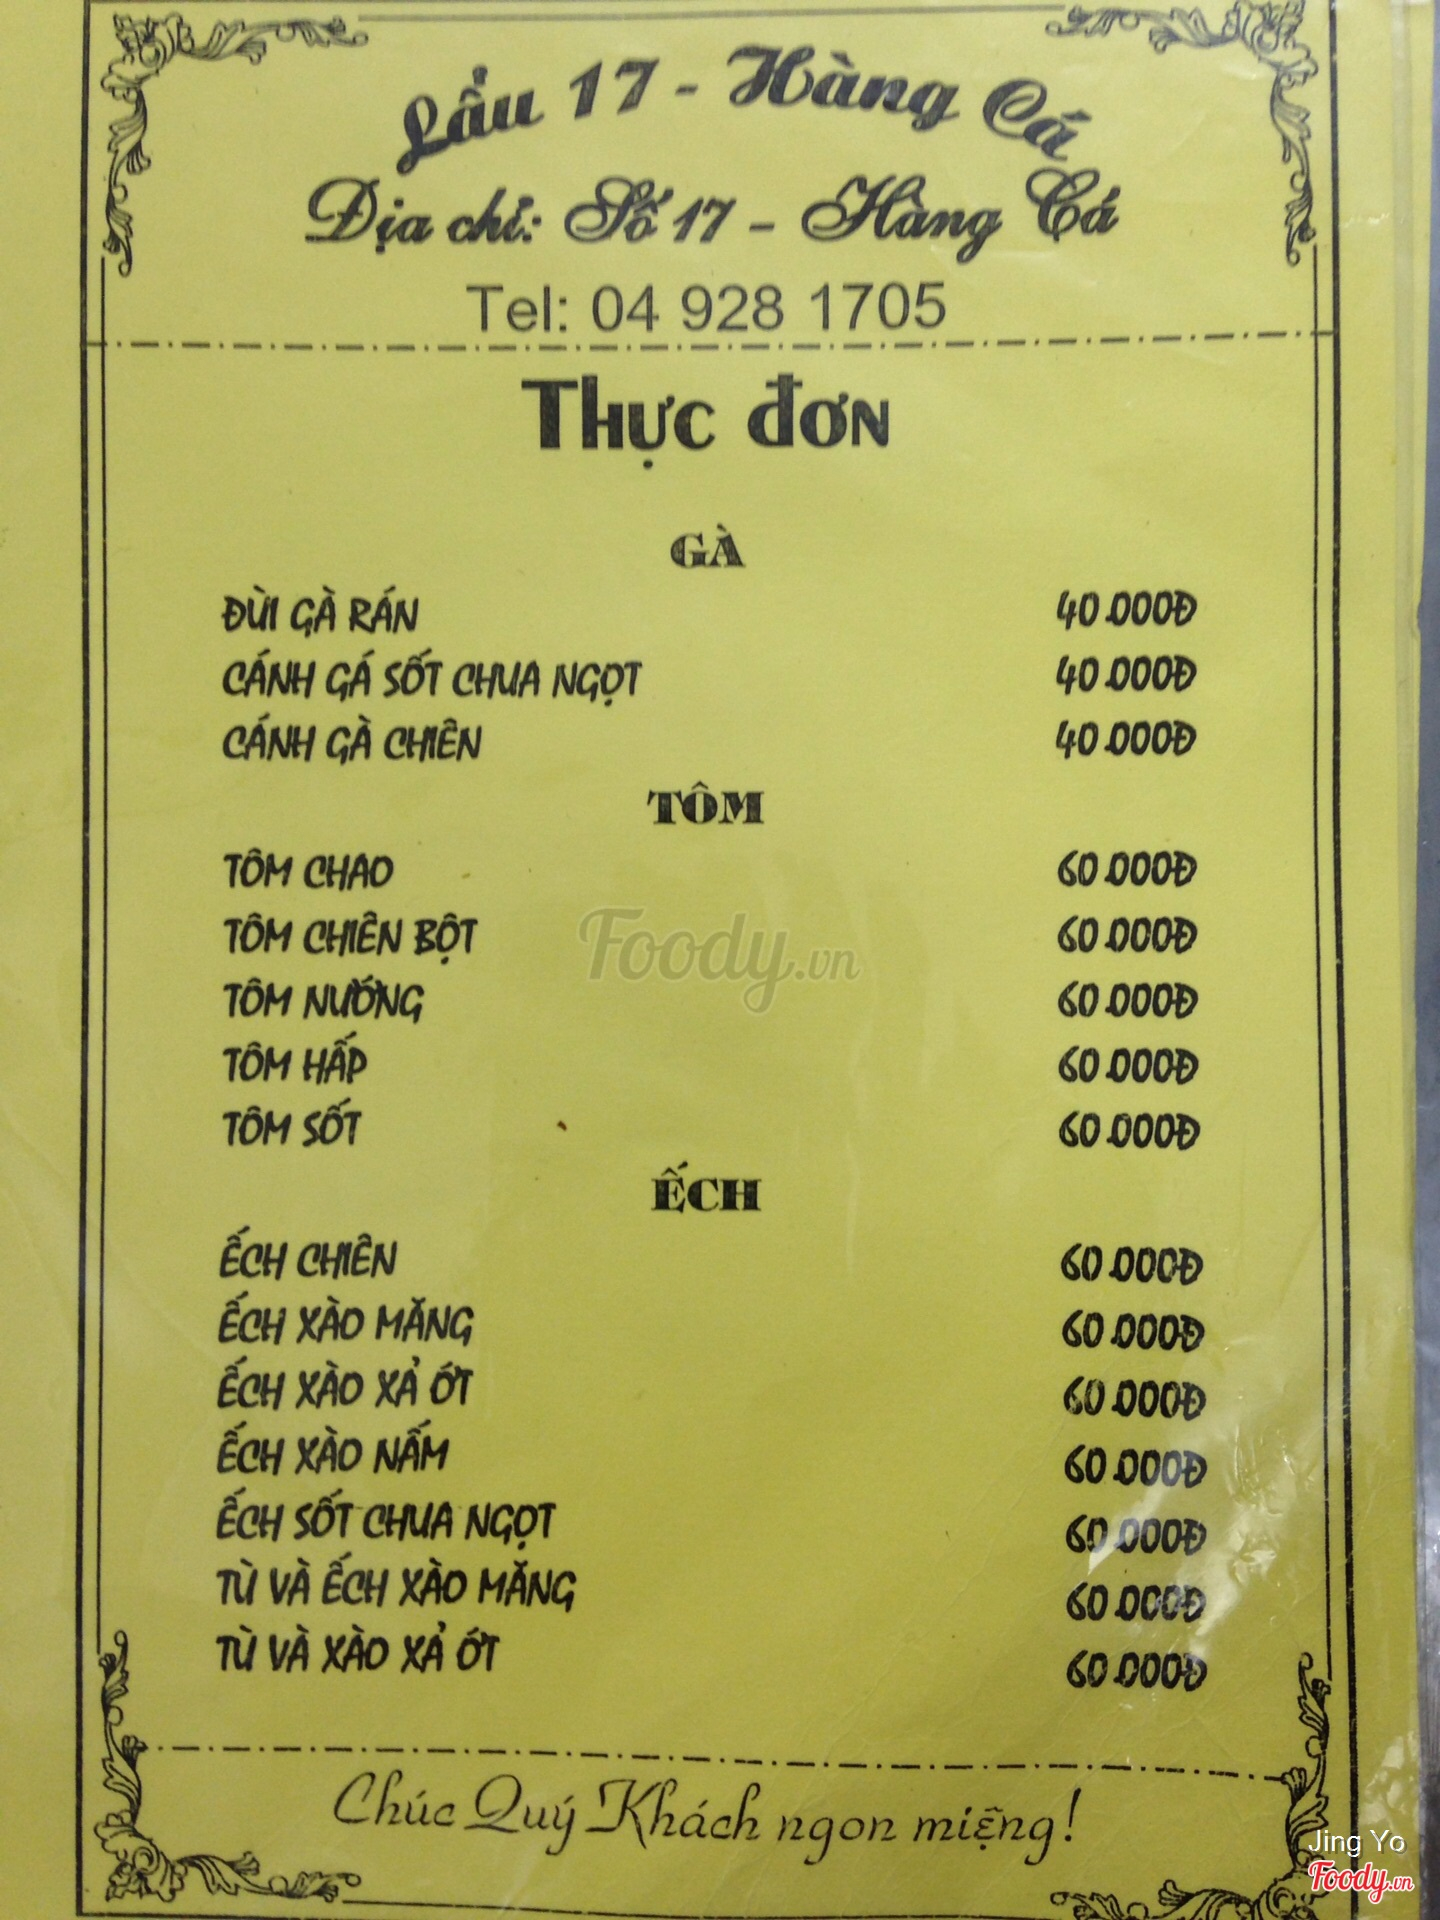 Lẩu 17 - Hàng Cá
Địa chỉ: Số 17 - Hàng Cá
Tel: 04 928 1705
Thực đơn
GÀ
ĐÙI GÀ RÁN 40.000Đ
CÁNH GÁ SỐT CHUA NGỌT 40.000Đ
CÁNH GÀ CHIÊN 40.000Đ
TÔM
TÔM CHAO 60.000Đ
TÔM CHIÊN BỘT 60.000Đ
Foody.vn
TÔM NƯỚNG 60.000Đ
TÔM HẤP 60.000Đ
TÔM SỐT 60.000Đ
ẾCH
ẾCH CHIÊN 60.000Đ
ẾCH XÀO MĂNG 60.000Đ
ẾCH XÀO XẢ ỚT 60.000Đ
ẾCH XÀO NẤM 60.000Đ
ẾCH SỐT CHUA NGỌT 60.000Đ
TÙ VÀ ẾCH XÀO MĂNG 60.000Đ
TÙ VÀ XÀO XẢ ỚT 60.000Đ
Chúc Quý Khách ngon miệng!
Jing Yo
Foody.vn